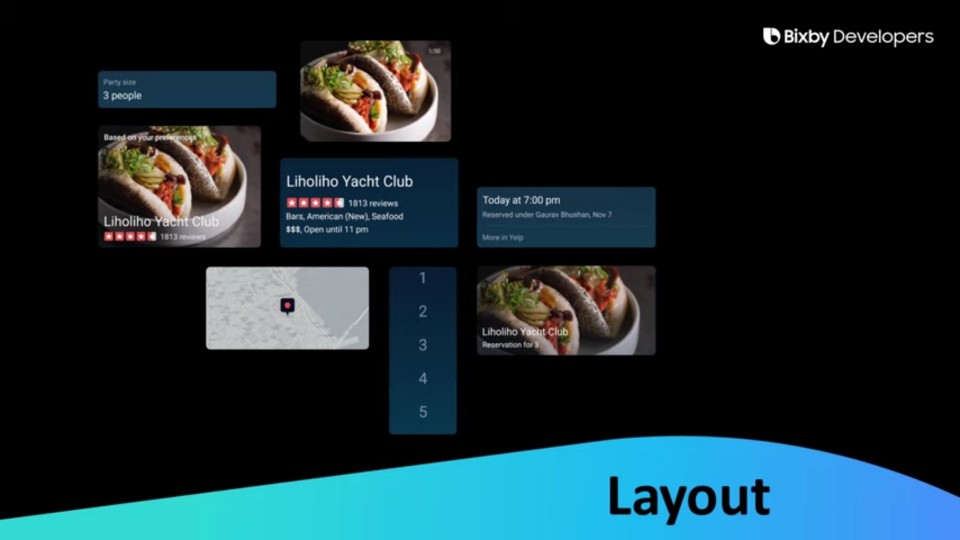 Bixby Developers
Party size
3 people
1/50
Based on your preferences
Liholiho Yacht Club
1813 reviews
Liholiho Yacht Club
1813 reviews
Bars, American (New), Seafood
$$$, Open until 11 pm
Today at 7:00 pm
Reserved under Gaurav Bhushan, Nov 7
More in Yelp
1
2
3
4
5
Liholiho Yacht Club
Reservation for 3
Layout